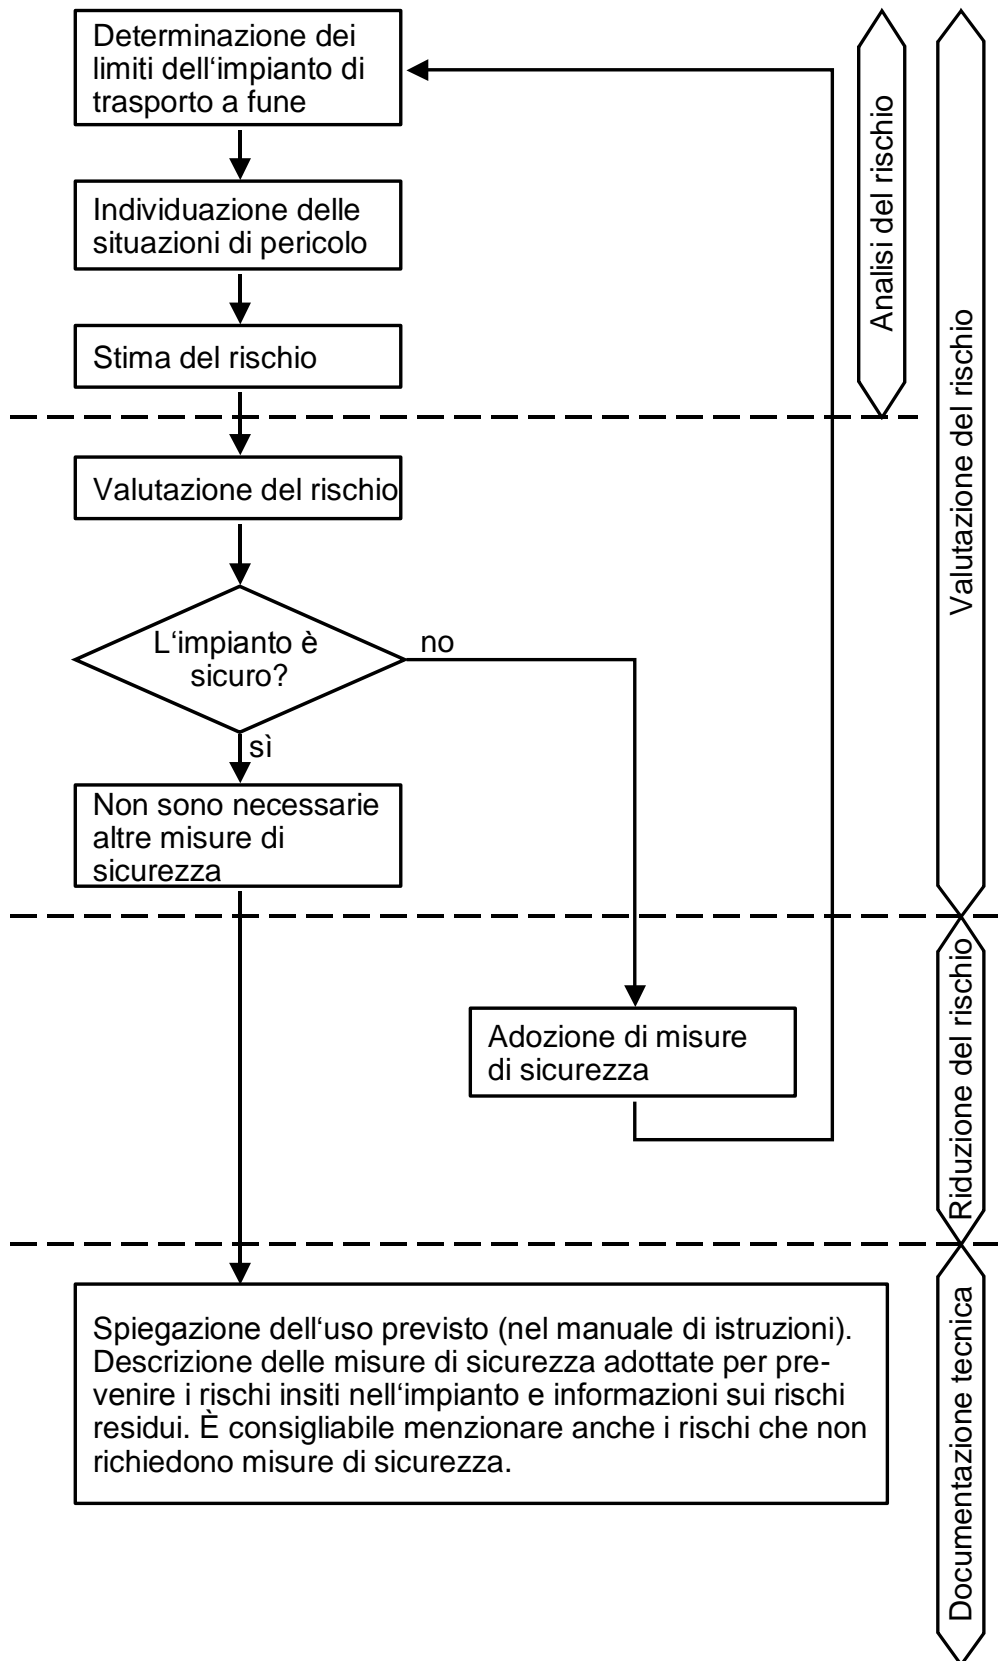 Determinazione dei
limiti dell‘impianto di
trasporto a fune
Individuazione delle
situazioni di pericolo
Stima del rischio
Valutazione del rischio
L‘impianto è
sicuro?
no
sì
Non sono necessarie
altre misure di
sicurezza
Adozione di misure
di sicurezza
Spiegazione dell‘uso previsto (nel manuale di istruzioni).
Descrizione delle misure di sicurezza adottate per pre-
venire i rischi insiti nell‘impianto e informazioni sui rischi
residui. È consigliabile menzionare anche i rischi che non
richiedono misure di sicurezza.
Analisi del rischio
Valutazione del rischio
Riduzione del rischio
Documentazione tecnica